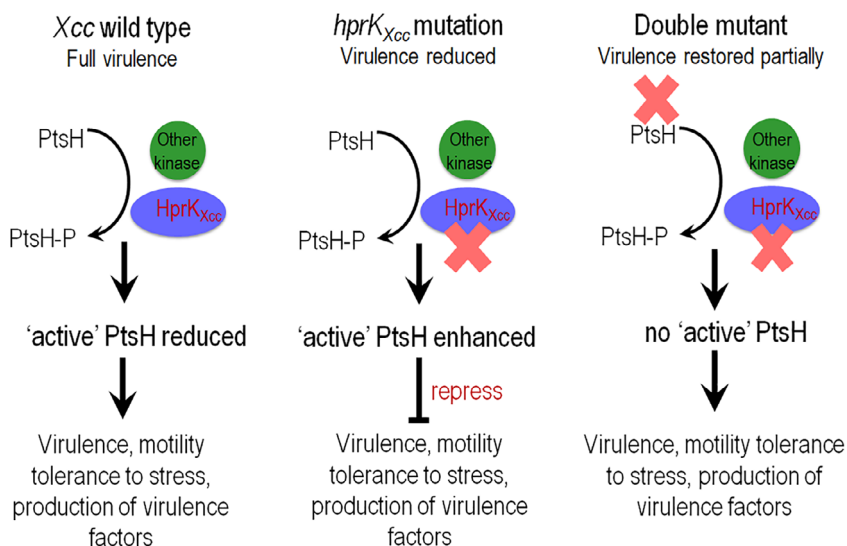 Xcc wild type
Full virulence
PtsH
Other
kinase
HprKXcc
PtsH-P
'active' PtsH reduced
Virulence, motility
tolerance to stress,
production of virulence
factors
hprKXcc mutation
Virulence reduced
PtsH
Other
kinase
HprKXcc
PtsH-P
'active' PtsH enhanced
repress
Virulence, motility
tolerance to stress,
production of virulence
factors
Double mutant
Virulence restored partially
PtsH
Other
kinase
HprKXcc
PtsH-P
no 'active' PtsH
Virulence, motility tolerance
to stress, production of
virulence factors